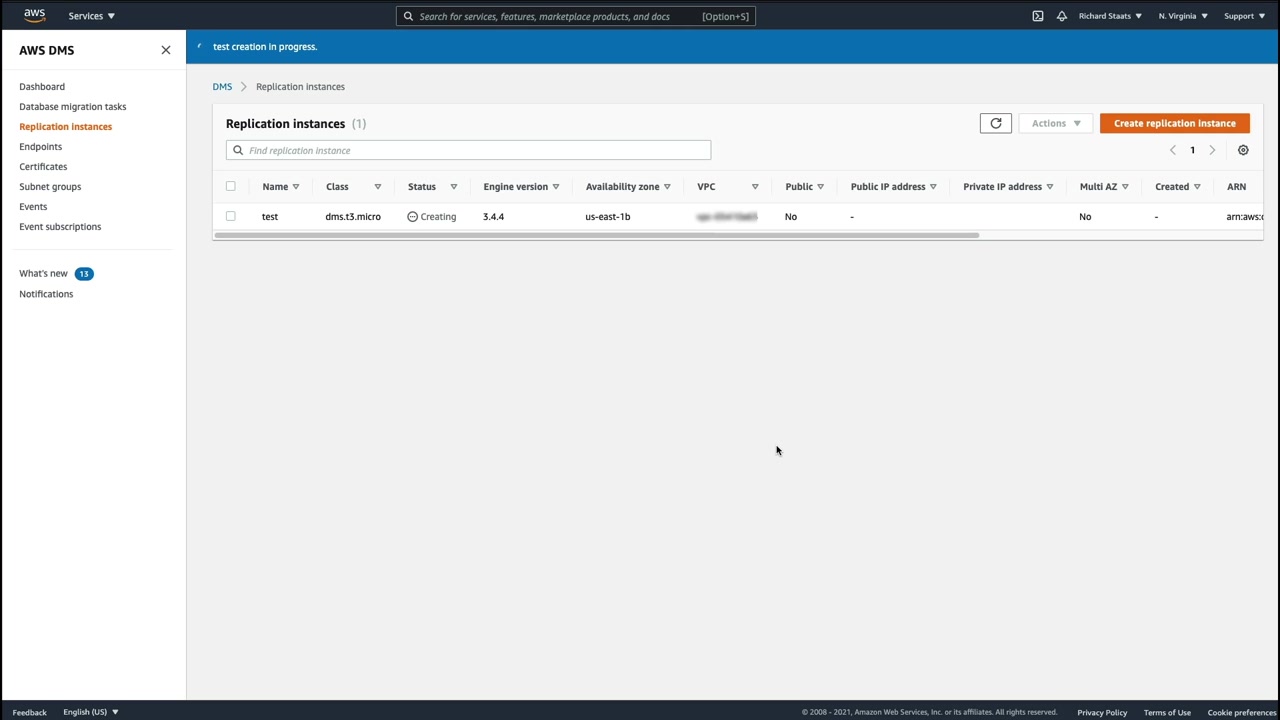 aws Services Search for services, features, marketplace products, and docs [Option+S] Richard Staats N. Virginia Support
AWS DMS
test creation in progress.
Dashboard
Database migration tasks
Replication instances
Endpoints
Certificates
Subnet groups
Events
Event subscriptions
What's new 13
Notifications
DMS Replication instances
Replication instances (1) Actions Create replication instance
Find replication instance 1
Name Class Status Engine version Availability zone VPC Public Public IP address Private IP address Multi AZ Created ARN
test dms.t3.micro Creating 3.4.4 us-east-1b No - No - arn:aws:
Feedback English (US) © 2008 - 2021, Amazon Web Services, Inc. or its affiliates. All rights reserved. Privacy Policy Terms of Use Cookie preferences